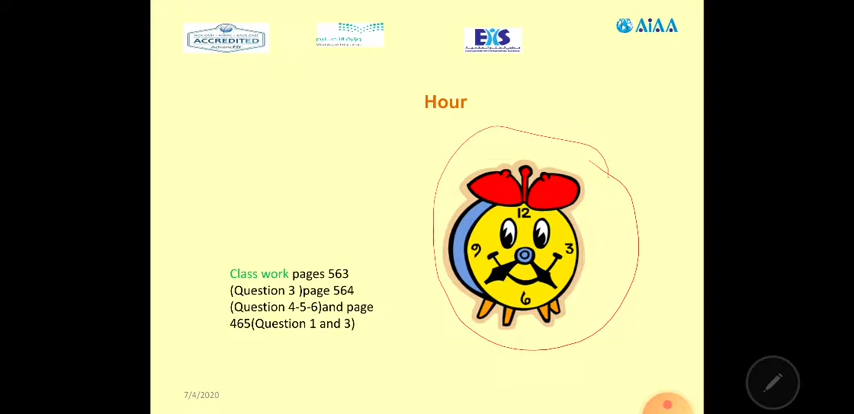 ACCREDITED
EXS
AiAA
Hour
12
9
3
6
Class work pages 563
(Question 3 )page 564
(Question 4-5-6)and page
465(Question 1 and 3)
7/4/2020